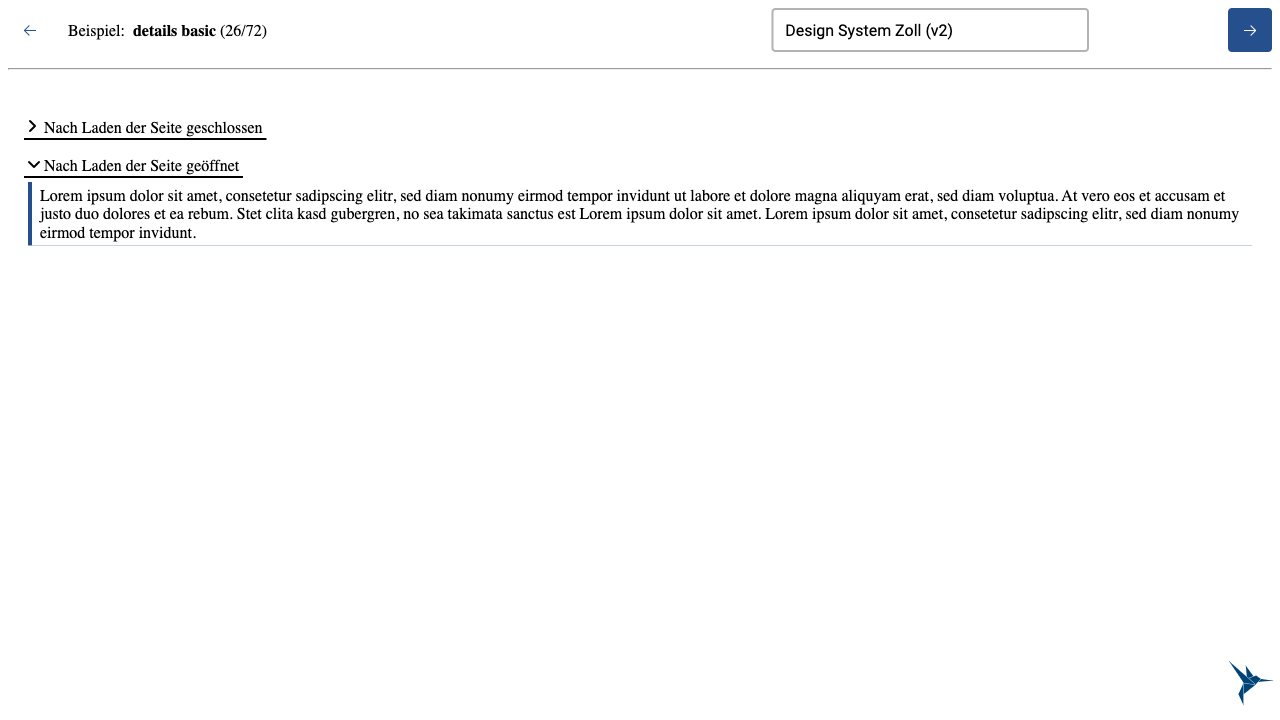 Beispiel: details basic (26/72)
Design System Zoll (v2)
Nach Laden der Seite geschlossen
Nach Laden der Seite geöffnet
Lorem ipsum dolor sit amet, consetetur sadipscing elitr, sed diam nonumy eirmod tempor invidunt ut labore et dolore magna aliquyam erat, sed diam voluptua. At vero eos et accusam et
justo duo dolores et ea rebum. Stet clita kasd gubergren, no sea takimata sanctus est Lorem ipsum dolor sit amet. Lorem ipsum dolor sit amet, consetetur sadipscing elitr, sed diam nonumy
eirmod tempor invidunt.